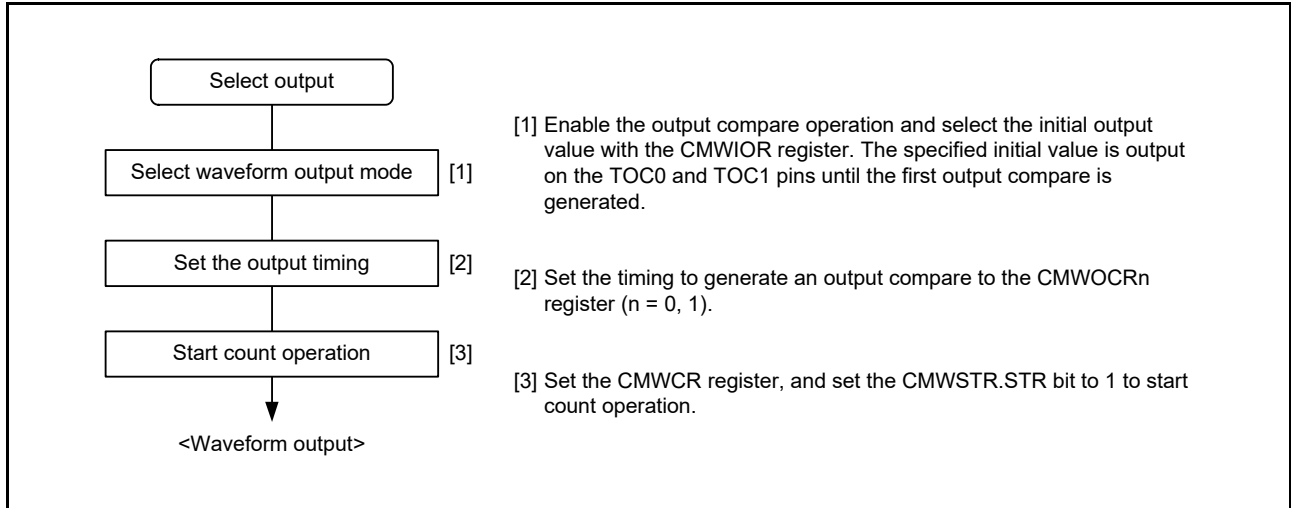 Select output
Select waveform output mode [1]
Set the output timing [2]
Start count operation [3]
<Waveform output>
[1] Enable the output compare operation and select the initial output
value with the CMWIOR register. The specified initial value is output
on the TOC0 and TOC1 pins until the first output compare is
generated.
[2] Set the timing to generate an output compare to the CMWOCRn
register (n = 0, 1).
[3] Set the CMWCR register, and set the CMWSTR.STR bit to 1 to start
count operation.